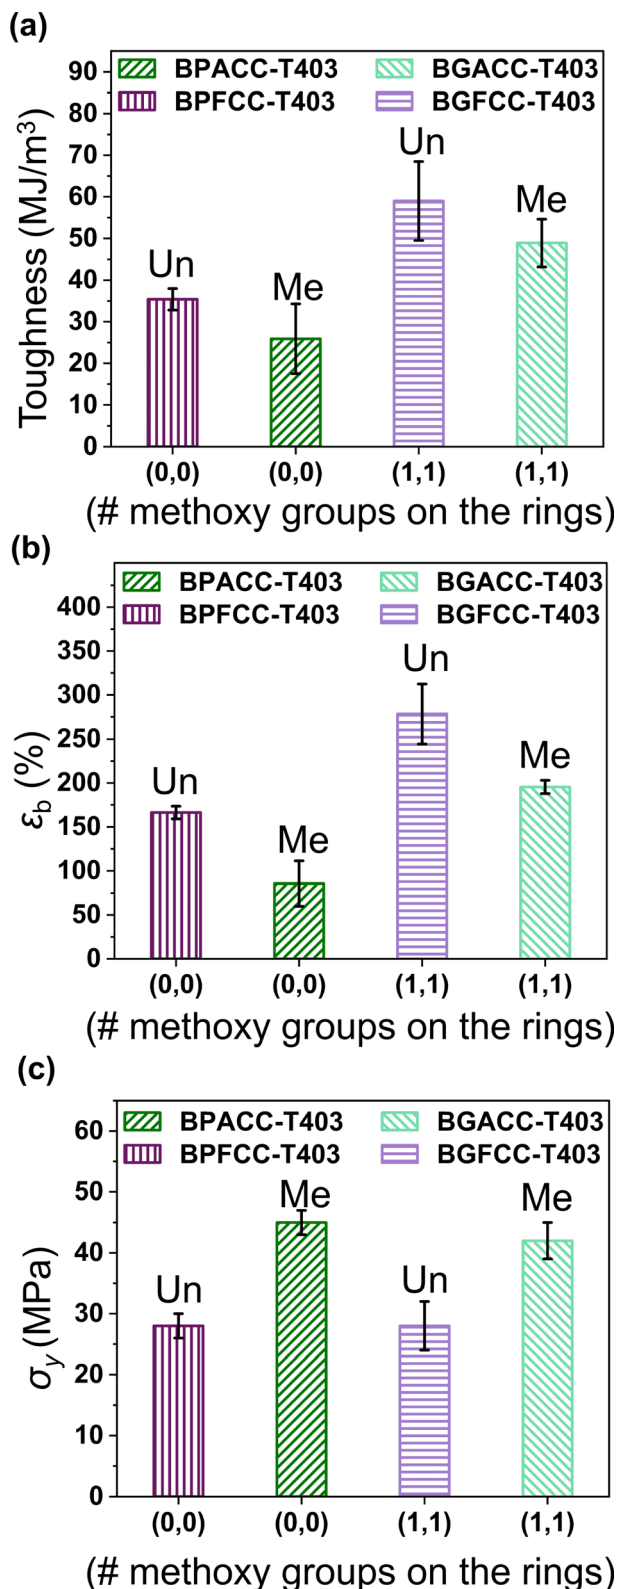 (a)
BPACC-T403 BGACC-T403
BPFCC-T403 BGFCC-T403
Toughness (MJ/m³)
90
80
70
60
50
40
30
20
10
0
Un
Me
Un
Me
(0,0) (0,0) (1,1) (1,1)
(# methoxy groups on the rings)
(b)
BPACC-T403 BGACC-T403
BPFCC-T403 BGFCC-T403
εb (%)
400
350
300
250
200
150
100
50
0
Un
Me
Un
Me
(0,0) (0,0) (1,1) (1,1)
(# methoxy groups on the rings)
(c)
BPACC-T403 BGACC-T403
BPFCC-T403 BGFCC-T403
σy (MPa)
60
50
40
30
20
10
0
Un
Me
Un
Me
(0,0) (0,0) (1,1) (1,1)
(# methoxy groups on the rings)